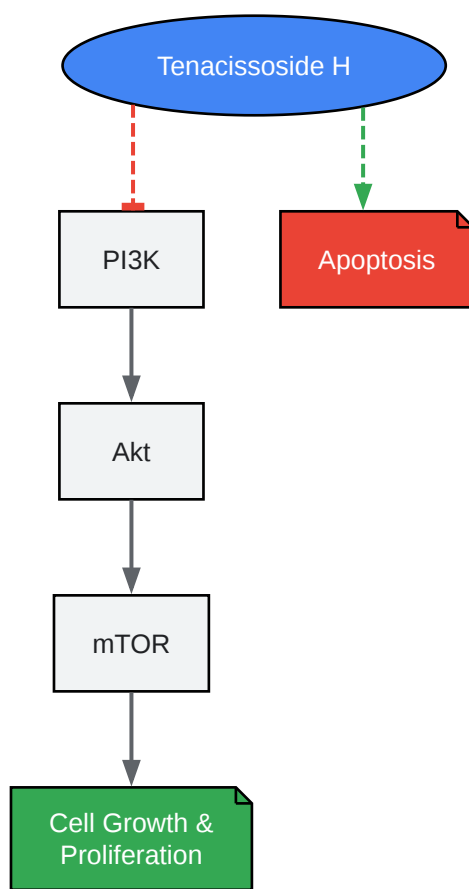 Tenacissoside H
PI3K
Apoptosis
Akt
mTOR
Cell Growth &
Proliferation